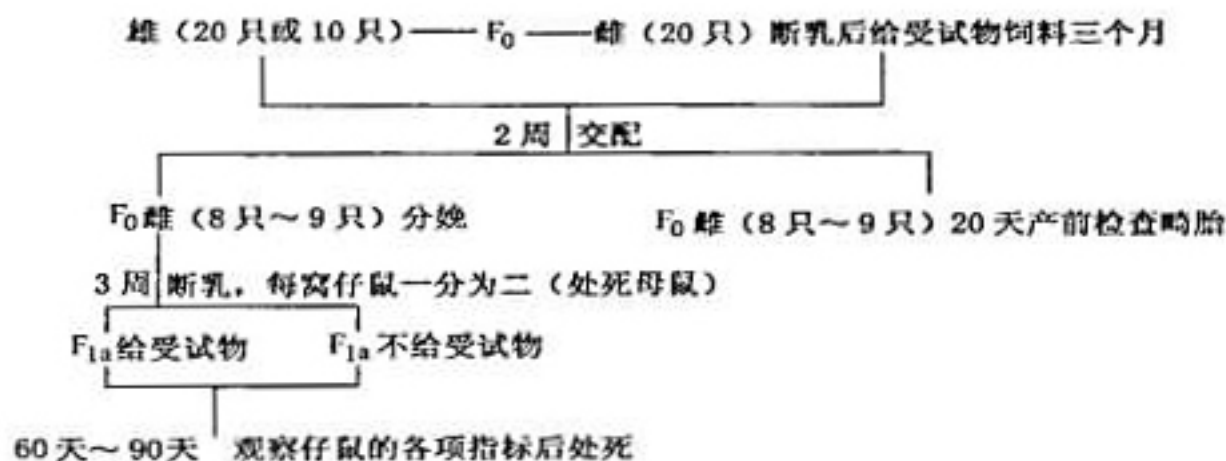 雄（20只或10只）—— F₀ ——雌（20只）断乳后给受试物饲料三个月
2周 交配
F₀雌（8只～9只）分娩 F₀雌（8只～9只）20天产前检查畸胎
3周 断乳，每窝仔鼠一分为二（处死母鼠）
F₁ₐ给受试物 F₁ₐ不给受试物
60天～90天 观察仔鼠的各项指标后处死